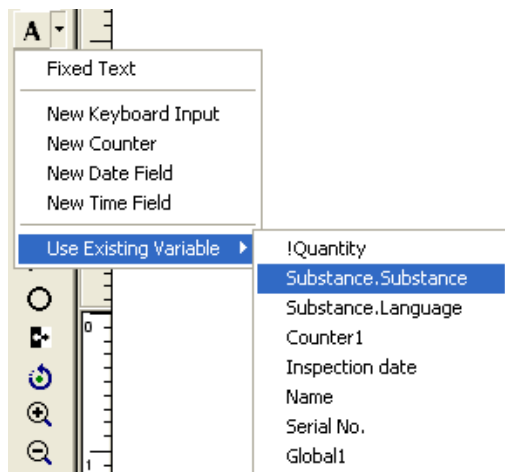 A
Fixed Text
New Keyboard Input
New Counter
New Date Field
New Time Field
Use Existing Variable
!Quantity
Substance.Substance
Substance.Language
Counter1
Inspection date
Name
Serial No.
Global1
0
1